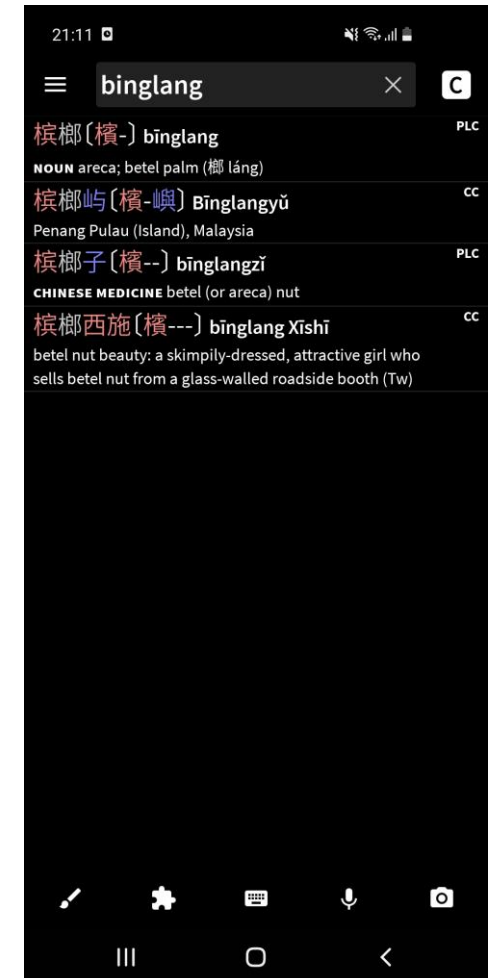 21:11
binglang
C
槟榔〔檳-〕 bīnglang PLC
NOUN areca; betel palm (榔 láng)
槟榔屿〔檳-嶼〕 Bīnglangyǔ CC
Penang Pulau (Island), Malaysia
槟榔子〔檳--〕 bīnglangzǐ PLC
CHINESE MEDICINE betel (or areca) nut
槟榔西施〔檳---〕 bīnglang Xīshī CC
betel nut beauty: a skimpily-dressed, attractive girl who
sells betel nut from a glass-walled roadside booth (Tw)